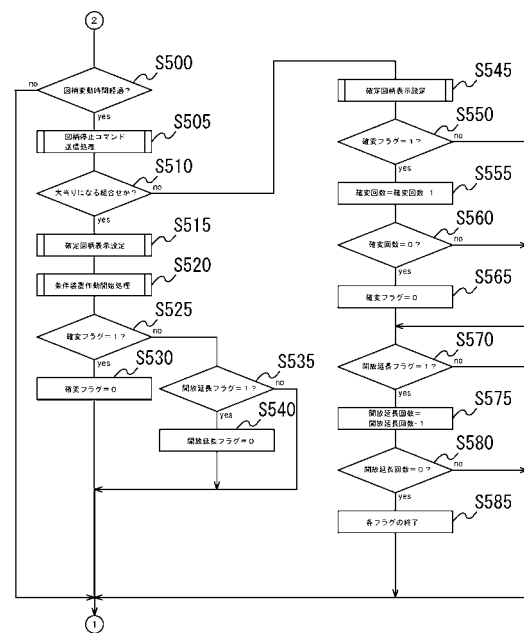 2
図柄変動時間経過?
S500
no
yes
図柄停止コマンド
送信処理
S505
大当りになる組合せか?
S510
no
yes
確定図柄表示設定
S515
条件装置作動開始処理
S520
確変フラグ=1?
S525
no
yes
確変フラグ=0
S530
開放延長フラグ=1?
S535
no
yes
開放延長フラグ=0
S540
確定図柄表示設定
S545
確変フラグ=1?
S550
no
yes
確変回数=確変回数-1
S555
確変回数=0?
S560
no
yes
確変フラグ=0
S565
開放延長フラグ=1?
S570
no
yes
開放延長回数=
開放延長回数-1
S575
開放延長回数=0?
S580
no
yes
各フラグの終了
S585
1